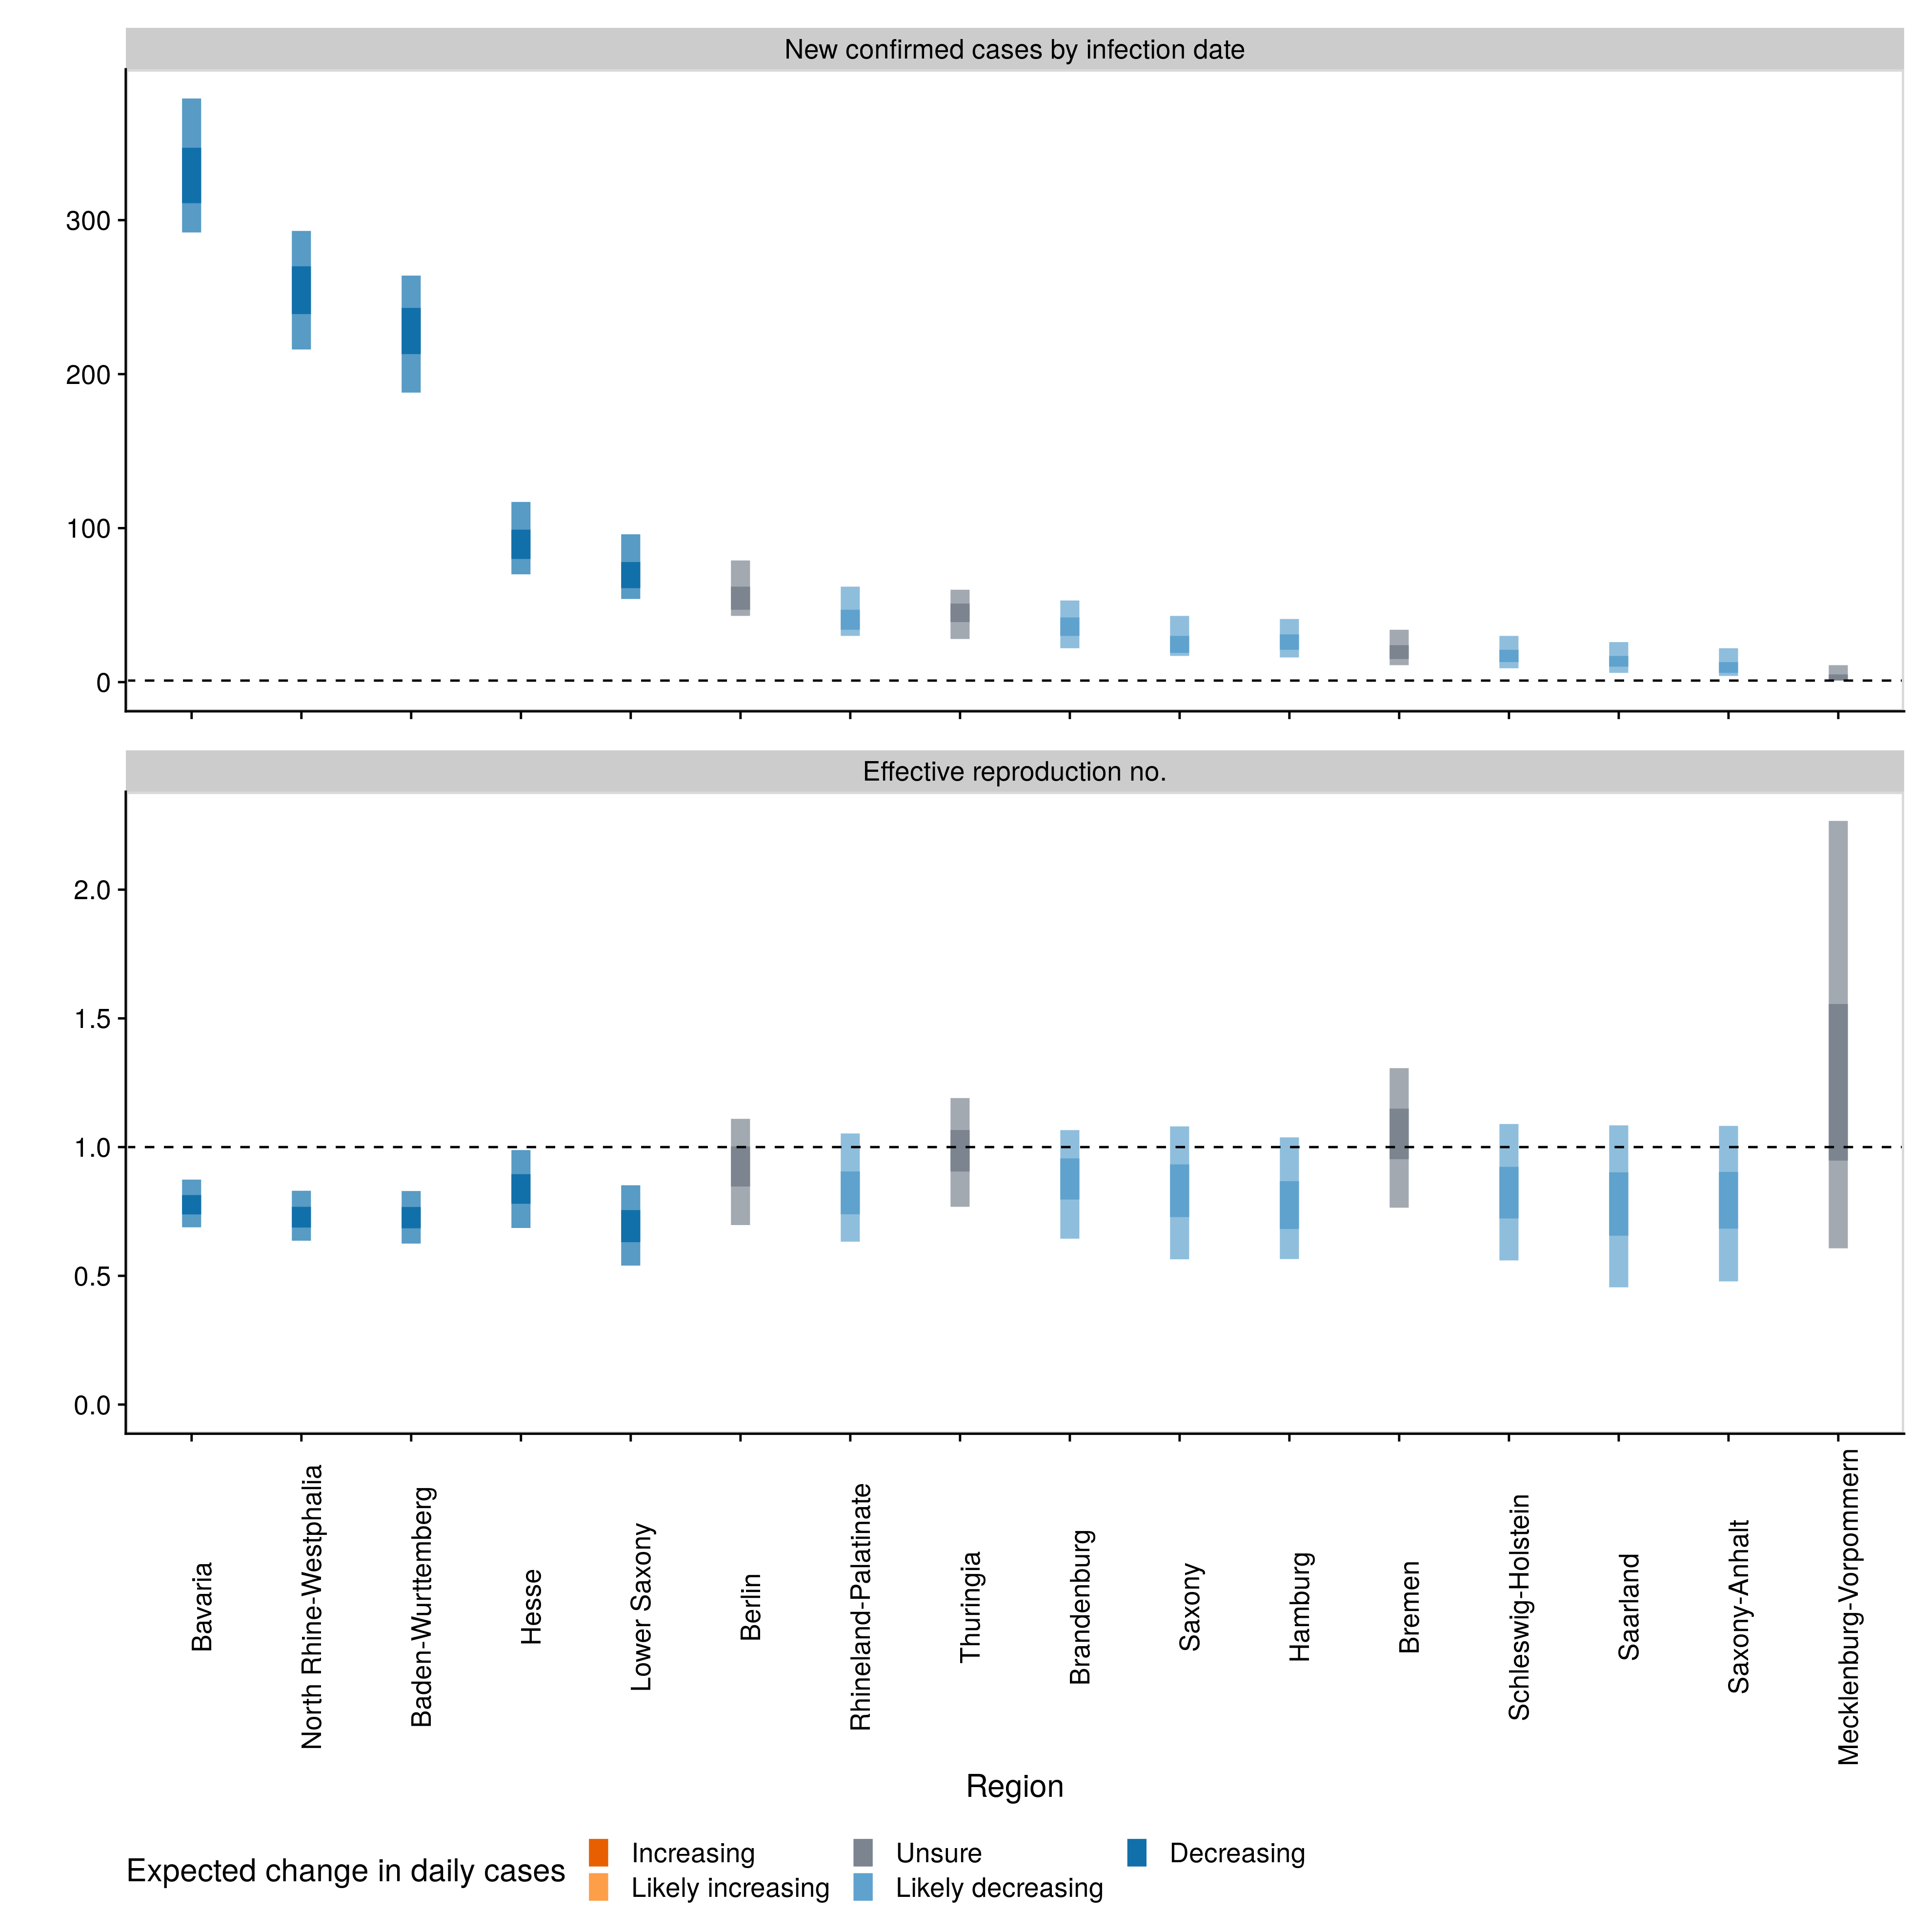 New confirmed cases by infection date
300
200
100
0
Effective reproduction no.
2.0
1.5
1.0
0.5
0.0
Bavaria
North Rhine-Westphalia
Baden-Wurttemberg
Hesse
Lower Saxony
Berlin
Rhineland-Palatinate
Thuringia
Brandenburg
Saxony
Hamburg
Bremen
Schleswig-Holstein
Saarland
Saxony-Anhalt
Mecklenburg-Vorpommern
Region
Expected change in daily cases
Increasing
Likely increasing
Unsure
Likely decreasing
Decreasing